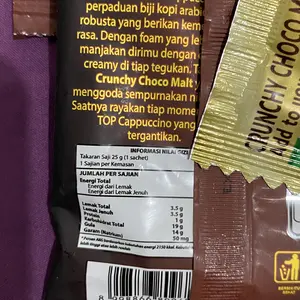 perpaduan biji kopi arab
robusta yang berikan kem
rasa. Dengan foam yang le
manjakan dirimu dengan
creamy di tiap tegukan. T
Crunchy Choco Malt y
menggoda sempurnakan n
Saatnya rayakan tiap momen
TOP Cappuccino yang
tergantikan.
INFORMASI NILAI GIZI
Takaran Saji 25 g (1 sachet)
1 Sajian per Kemasan
JUMLAH PER SAJIAN
Energi Total
Energi dari Lemak
Energi dari Lemak Jenuh
Lemak Total 3.5 g
Lemak Jenuh 3.5 g
Protein 1 g
Karbohidrat Total 19 g
Gula 14 g
Garam (Natrium) 50 mg
CRUNCHY CHOCO M
Add to